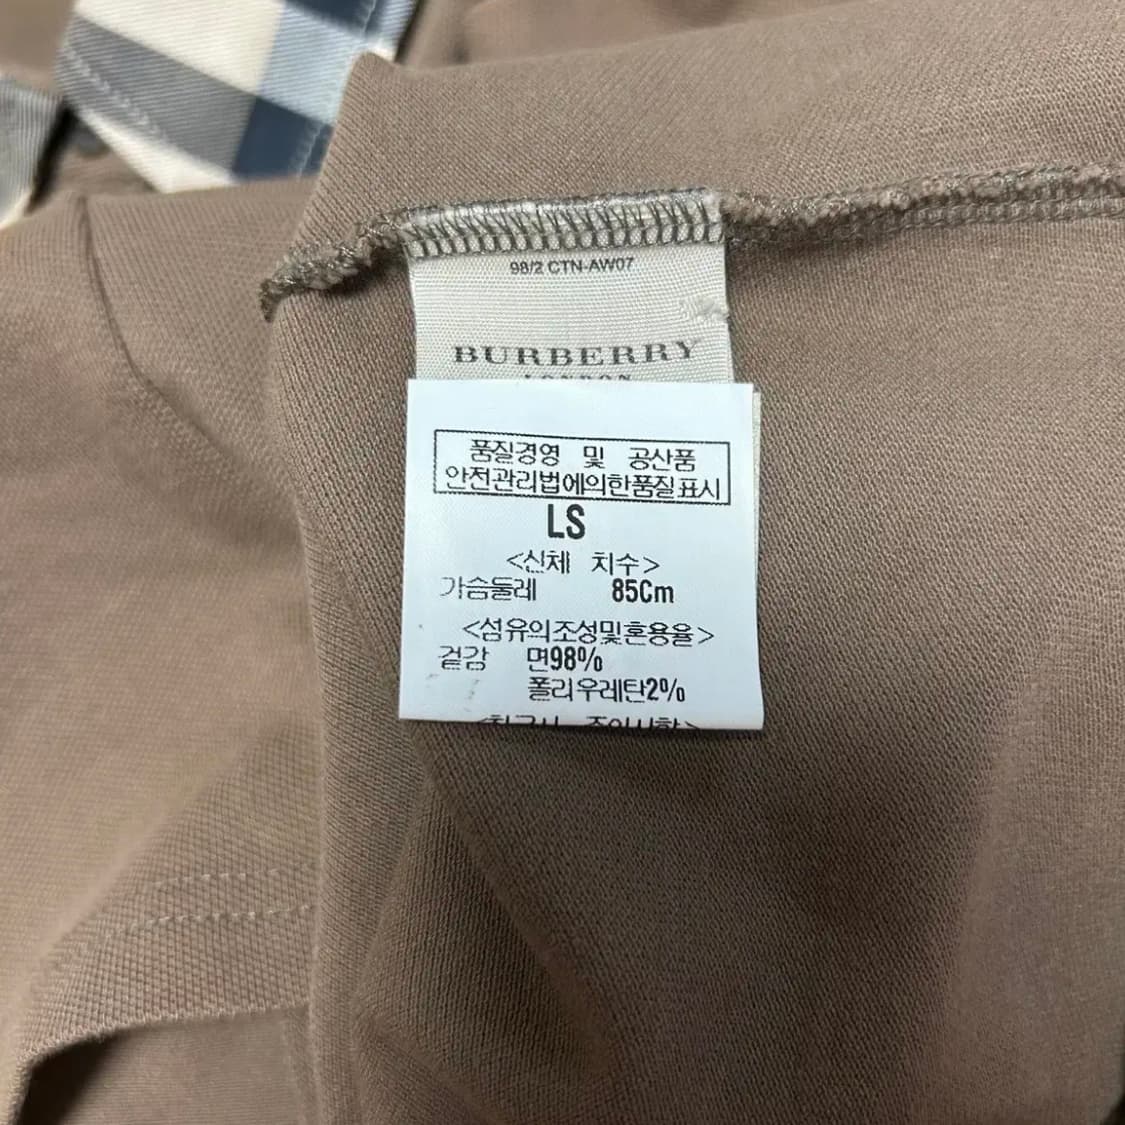 98/2 CTN-AW07
BURBERRY
LONDON
품질경영 및 공산품
안전관리법에의한품질표시
LS
<신체 치수>
가슴둘레 85Cm
<섬유의조성및혼용율>
겉감 면98%
폴리우레탄2%